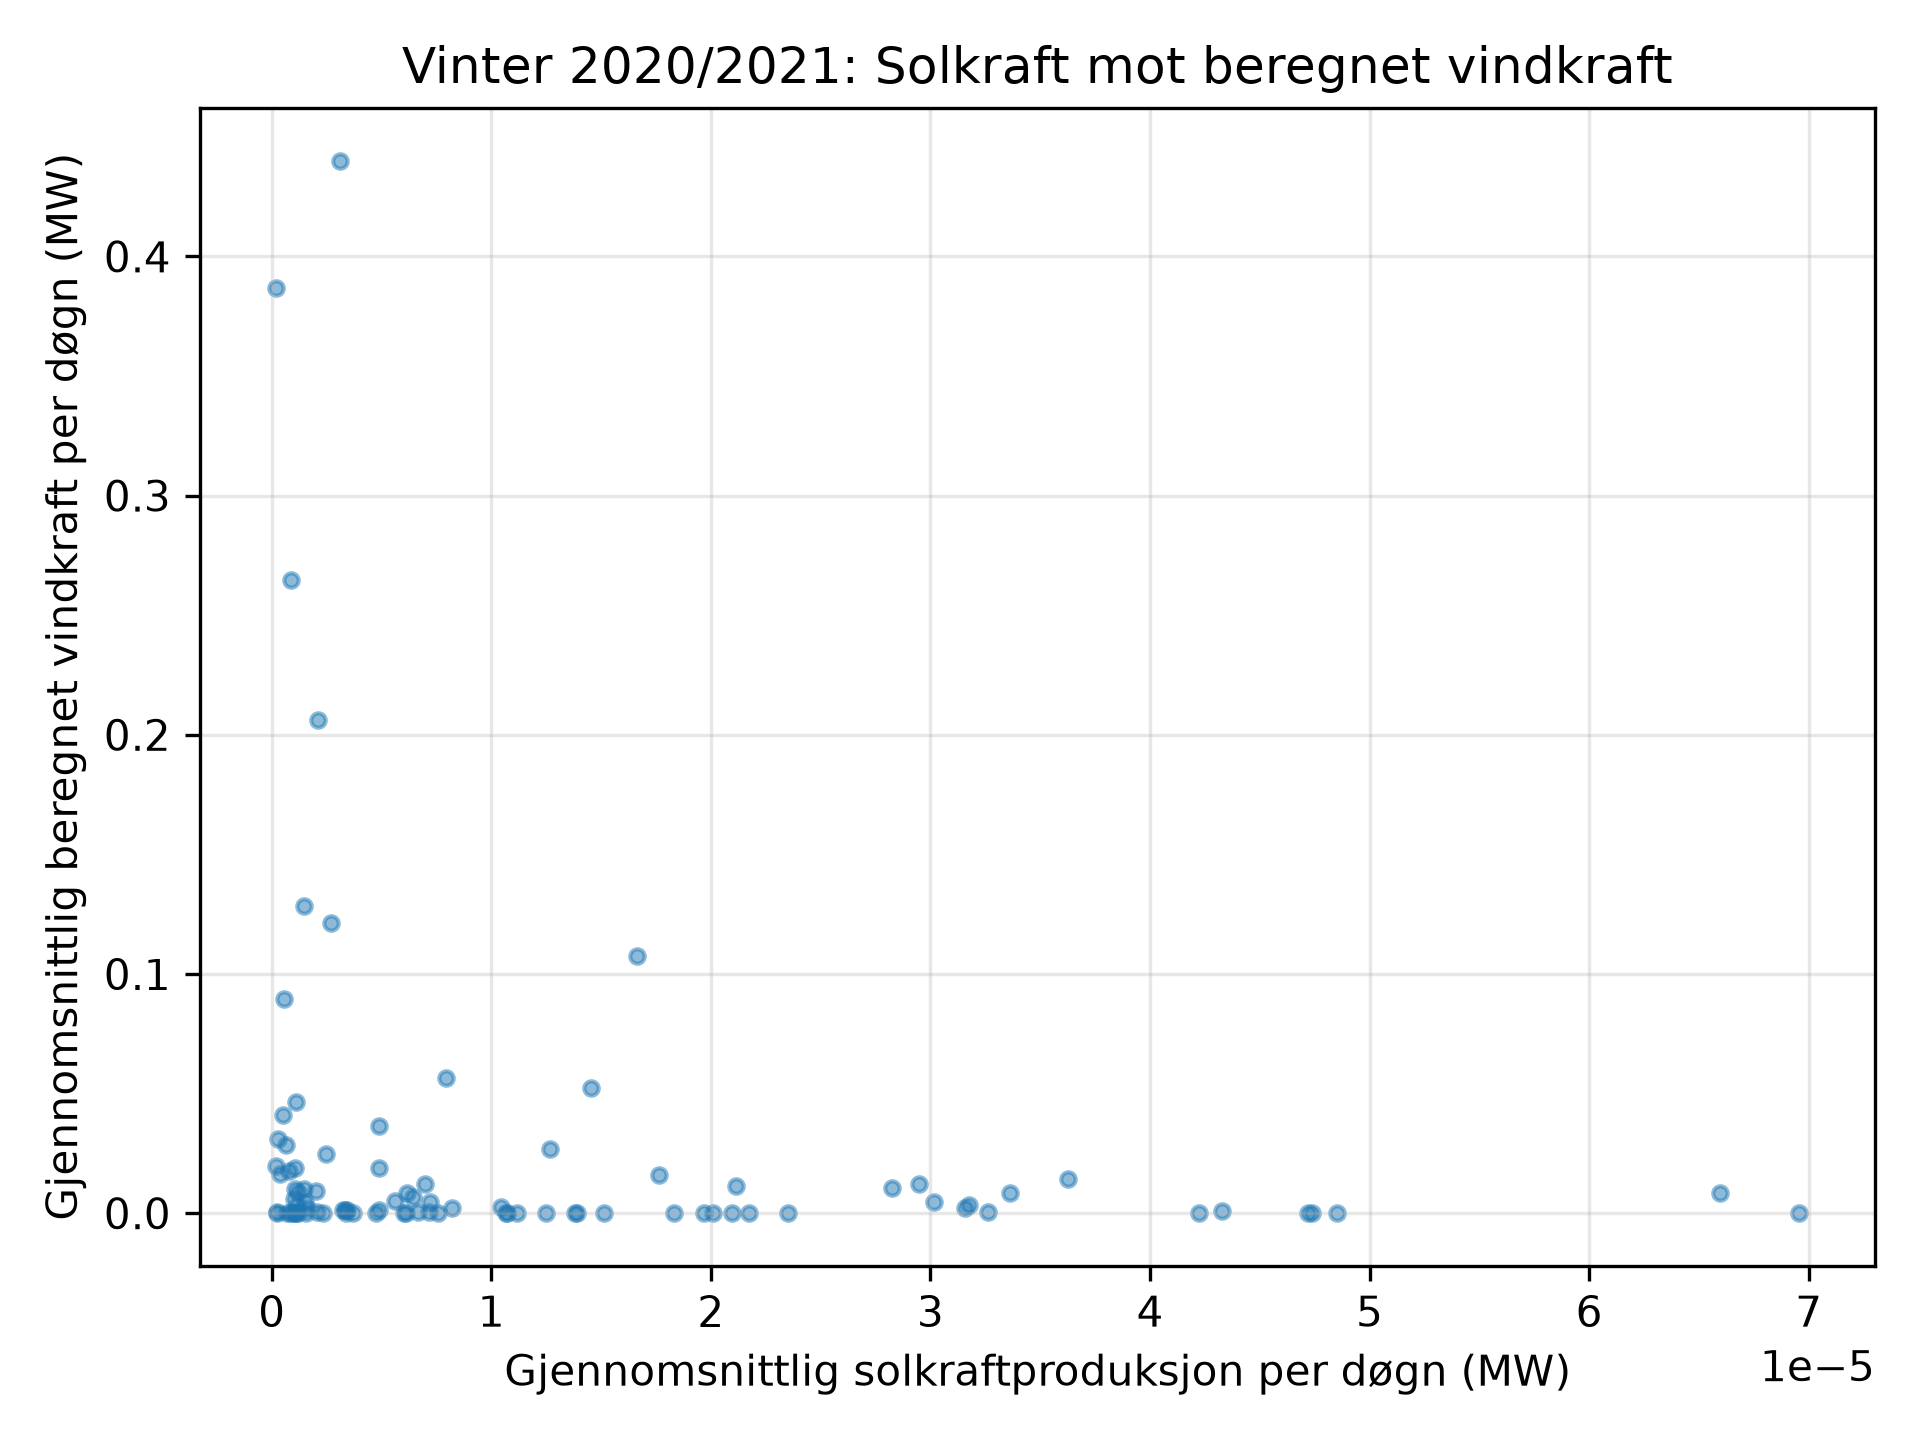 Vinter 2020/2021: Solkraft mot beregnet vindkraft
Gjennomsnittlig beregnet vindkraft per døgn (MW)
0.4
0.3
0.2
0.1
0.0
0 1 2 3 4 5 6 7
1e−5
Gjennomsnittlig solkraftproduksjon per døgn (MW)